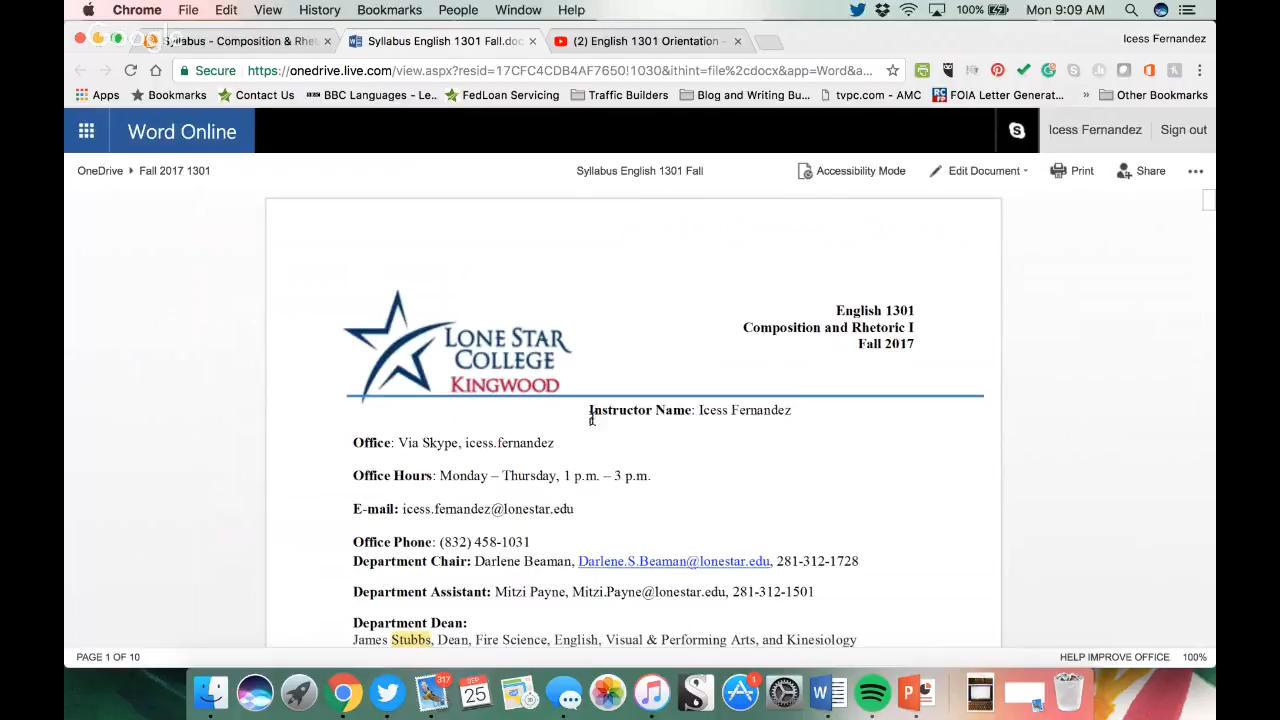 Chrome File Edit View History Bookmarks People Window Help 100% Mon 9:09 AM
Syllabus - Composition & Rhe × Syllabus English 1301 Fall.doc × (2) English 1301 Orientation - × Icess Fernandez
Secure https://onedrive.live.com/view.aspx?resid=17CFC4CDB4AF7650!1030&ithint=file%2cdocx&app=Word&a...
Apps Bookmarks Contact Us BBC Languages - Le... FedLoan Servicing Traffic Builders Blog and Writing Bu... tvpc.com - AMC FOIA Letter Generat... » Other Bookmarks
Word Online Icess Fernandez Sign out
OneDrive Fall 2017 1301 Syllabus English 1301 Fall Accessibility Mode Edit Document Print Share
English 1301
Composition and Rhetoric I
Fall 2017
LONE STAR
COLLEGE
KINGWOOD
Instructor Name: Icess Fernandez
Office: Via Skype, icess.fernandez
Office Hours: Monday – Thursday, 1 p.m. – 3 p.m.
E-mail: icess.fernandez@lonestar.edu
Office Phone: (832) 458-1031
Department Chair: Darlene Beaman, Darlene.S.Beaman@lonestar.edu, 281-312-1728
Department Assistant: Mitzi Payne, Mitzi.Payne@lonestar.edu, 281-312-1501
Department Dean:
James Stubbs, Dean, Fire Science, English, Visual & Performing Arts, and Kinesiology
PAGE 1 OF 10 HELP IMPROVE OFFICE 100%
317 SEP 25 1